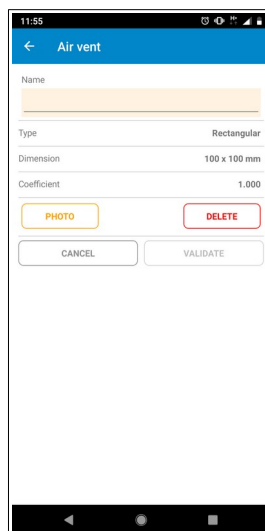 11:55
H+
Air vent
Name
Type Rectangular
Dimension 100 x 100 mm
Coefficient 1.000
PHOTO DELETE
CANCEL VALIDATE